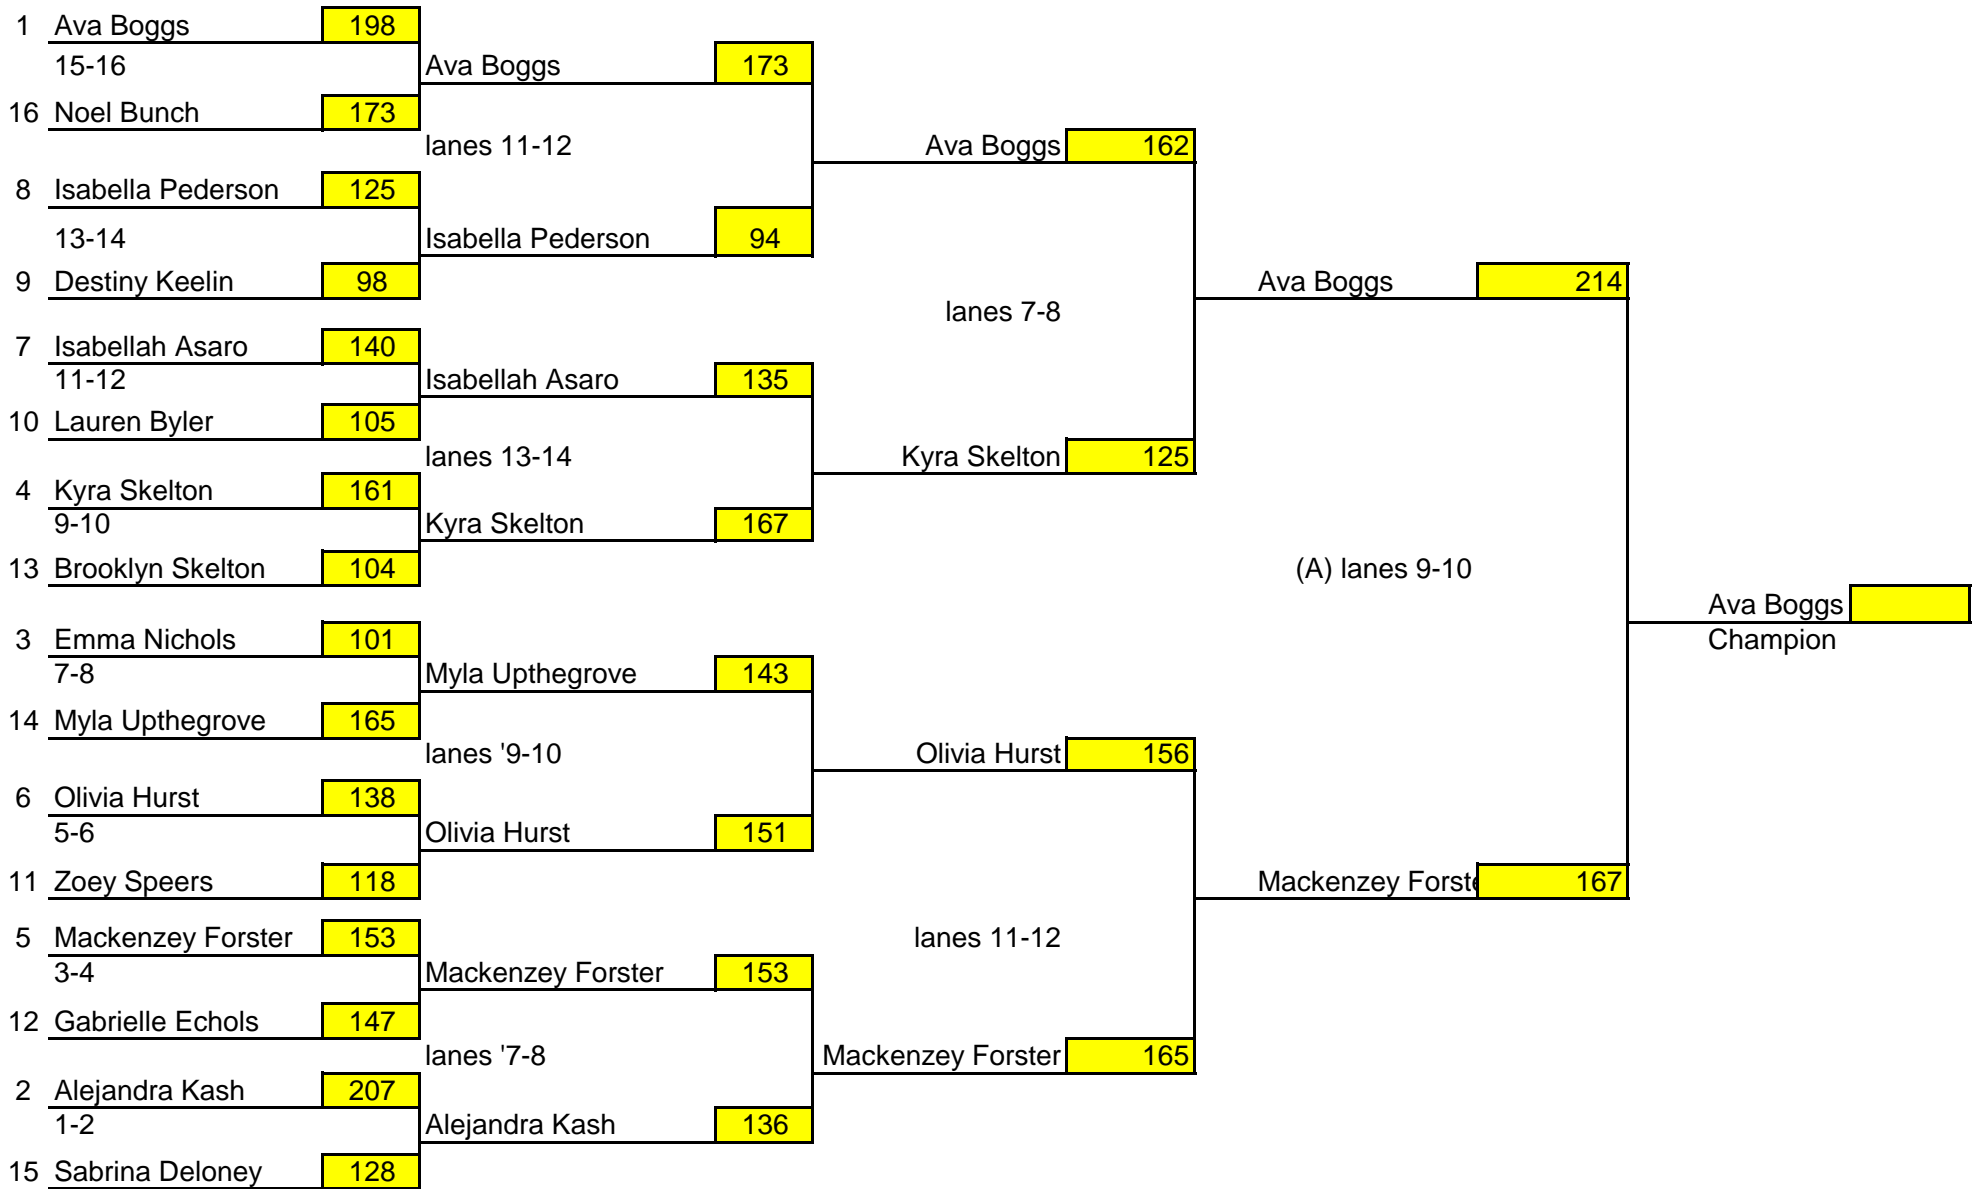 1 Ava Boggs 198
15-16 Ava Boggs 173
16 Noel Bunch 173
lanes 11-12 Ava Boggs 162
8 Isabella Pederson 125
13-14 Isabella Pederson 94
9 Destiny Keelin 98 Ava Boggs 214
lanes 7-8
7 Isabellah Asaro 140
11-12 Isabellah Asaro 135
10 Lauren Byler 105
lanes 13-14 Kyra Skelton 125
4 Kyra Skelton 161
9-10 Kyra Skelton 167
13 Brooklyn Skelton 104 (A) lanes 9-10
Ava Boggs
3 Emma Nichols 101 Champion
7-8 Myla Upthegrove 143
14 Myla Upthegrove 165
lanes '9-10 Olivia Hurst 156
6 Olivia Hurst 138
5-6 Olivia Hurst 151
11 Zoey Speers 118 Mackenzey Forste 167
5 Mackenzey Forster 153 lanes 11-12
3-4 Mackenzey Forster 153
12 Gabrielle Echols 147
lanes '7-8 Mackenzey Forster 165
2 Alejandra Kash 207
1-2 Alejandra Kash 136
15 Sabrina Deloney 128